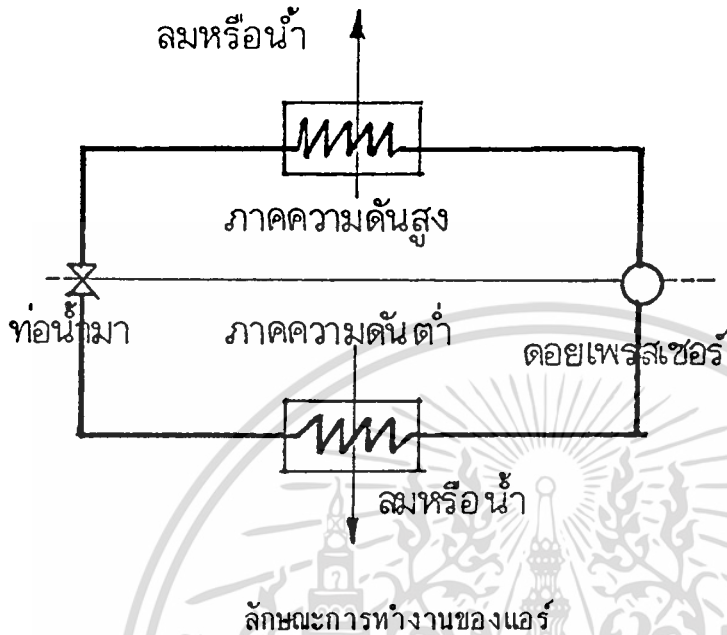 ลมหรือน้ำ
ภาคความดันสูง
ท่อน้ำมา
ภาคความดันต่ำ
ดอยเพรสเซอร์
ลมหรือน้ำ
ลักษณะการทำงานของแอร์